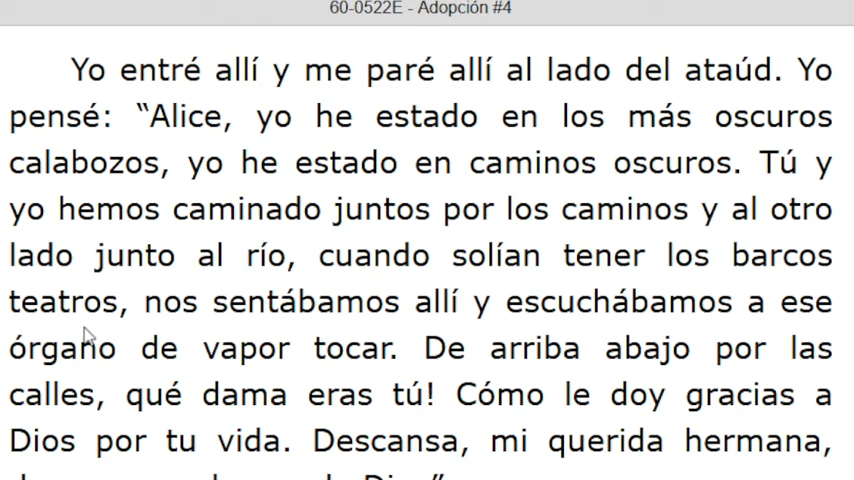 60-0522E - Adopción #4
Yo entré allí y me paré allí al lado del ataúd. Yo
pensé: “Alice, yo he estado en los más oscuros
calabozos, yo he estado en caminos oscuros. Tú y
yo hemos caminado juntos por los caminos y al otro
lado junto al río, cuando solían tener los barcos
teatros, nos sentábamos allí y escuchábamos a ese
órgano de vapor tocar. De arriba abajo por las
calles, qué dama eras tú! Cómo le doy gracias a
Dios por tu vida. Descansa, mi querida hermana,